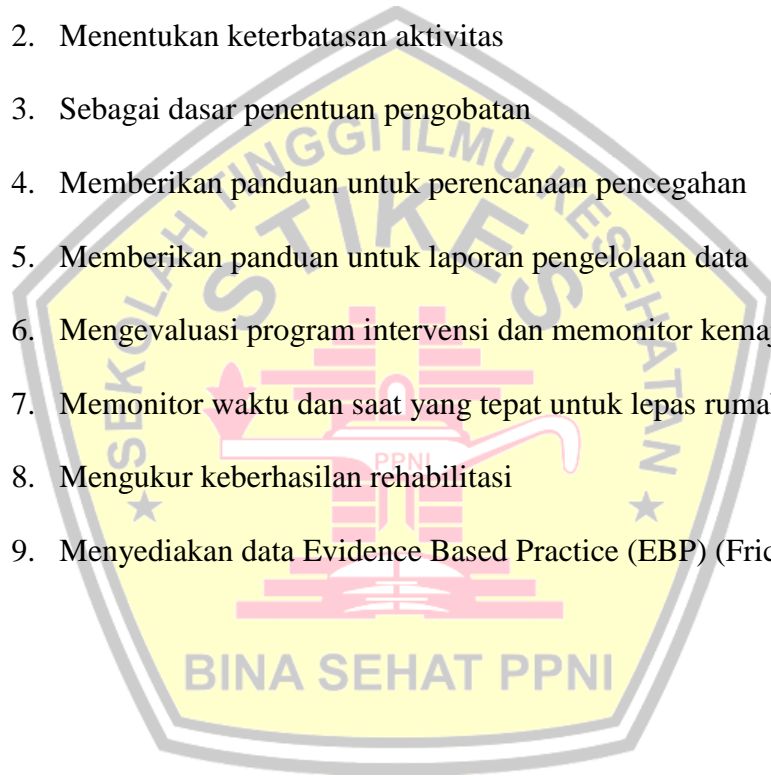 2. Menentukan keterbatasan aktivitas
3. Sebagai dasar penentuan pengobatan
4. Memberikan panduan untuk perencanaan pencegahan
5. Memberikan panduan untuk laporan pengelolaan data
6. Mengevaluasi program intervensi dan memonitor
7. Memonitor waktu dan saat yang tepat untuk lepas
8. Mengukur keberhasilan rehabilitasi
9. Menyediakan data Evidence Based Practice (EBP)
SEKOLAH TINGGI ILMU KESEHATAN
STIKES
PPNI
BINA SEHAT PPNI